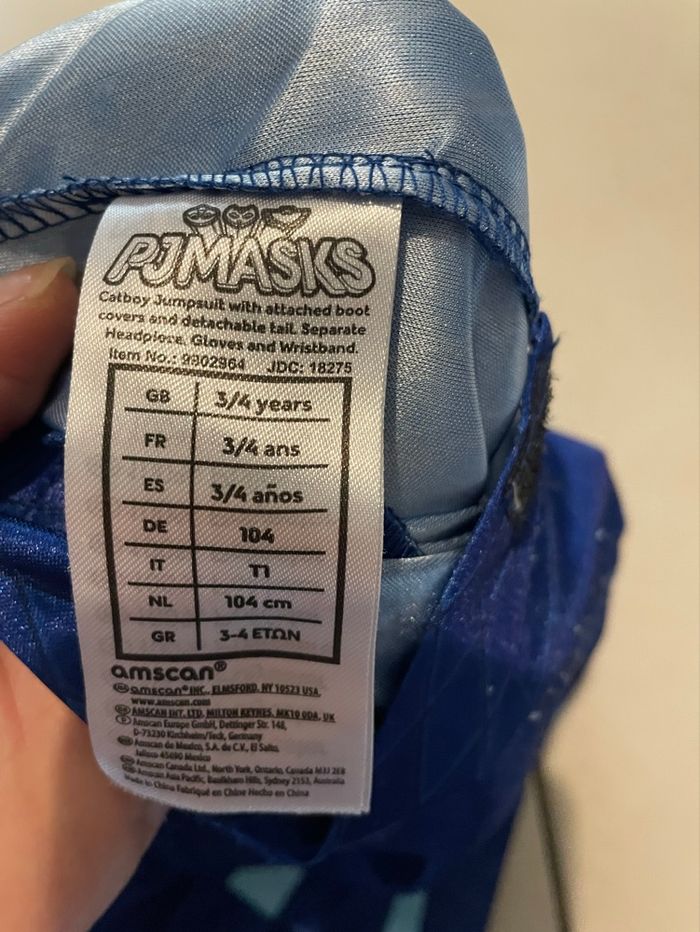 PJMASKS
Catboy Jumpsuit with attached boot
covers and detachable tail. Separate
Headpiece, Gloves and Wristband.
Item No.: 9902964 JDC: 18275
GB 3/4 years
FR 3/4 ans
ES 3/4 años
DE 104
IT T1
NL 104 cm
GR 3-4 ΕΤΩΝ
amscan®
amscan® INC., ELMSFORD, NY 10523 USA
www.amscan.com
AMSCAN INT. LTD, MILTON KEYNES, MK10 0DA, UK
Amscan Europe GmbH, Dettinger Str. 148,
D-73230 Kirchheim/Teck, Germany
Amscan de Mexico, S.A. de C.V., El Salto,
Jalisco 45690 Mexico
Amscan Canada Ltd., North York, Ontario, Canada M3J 2E8
Amscan Asia Pacific, Baulkham Hills, Sydney 2153, Australia
Made in China Fabriqué en Chine Hecho en China